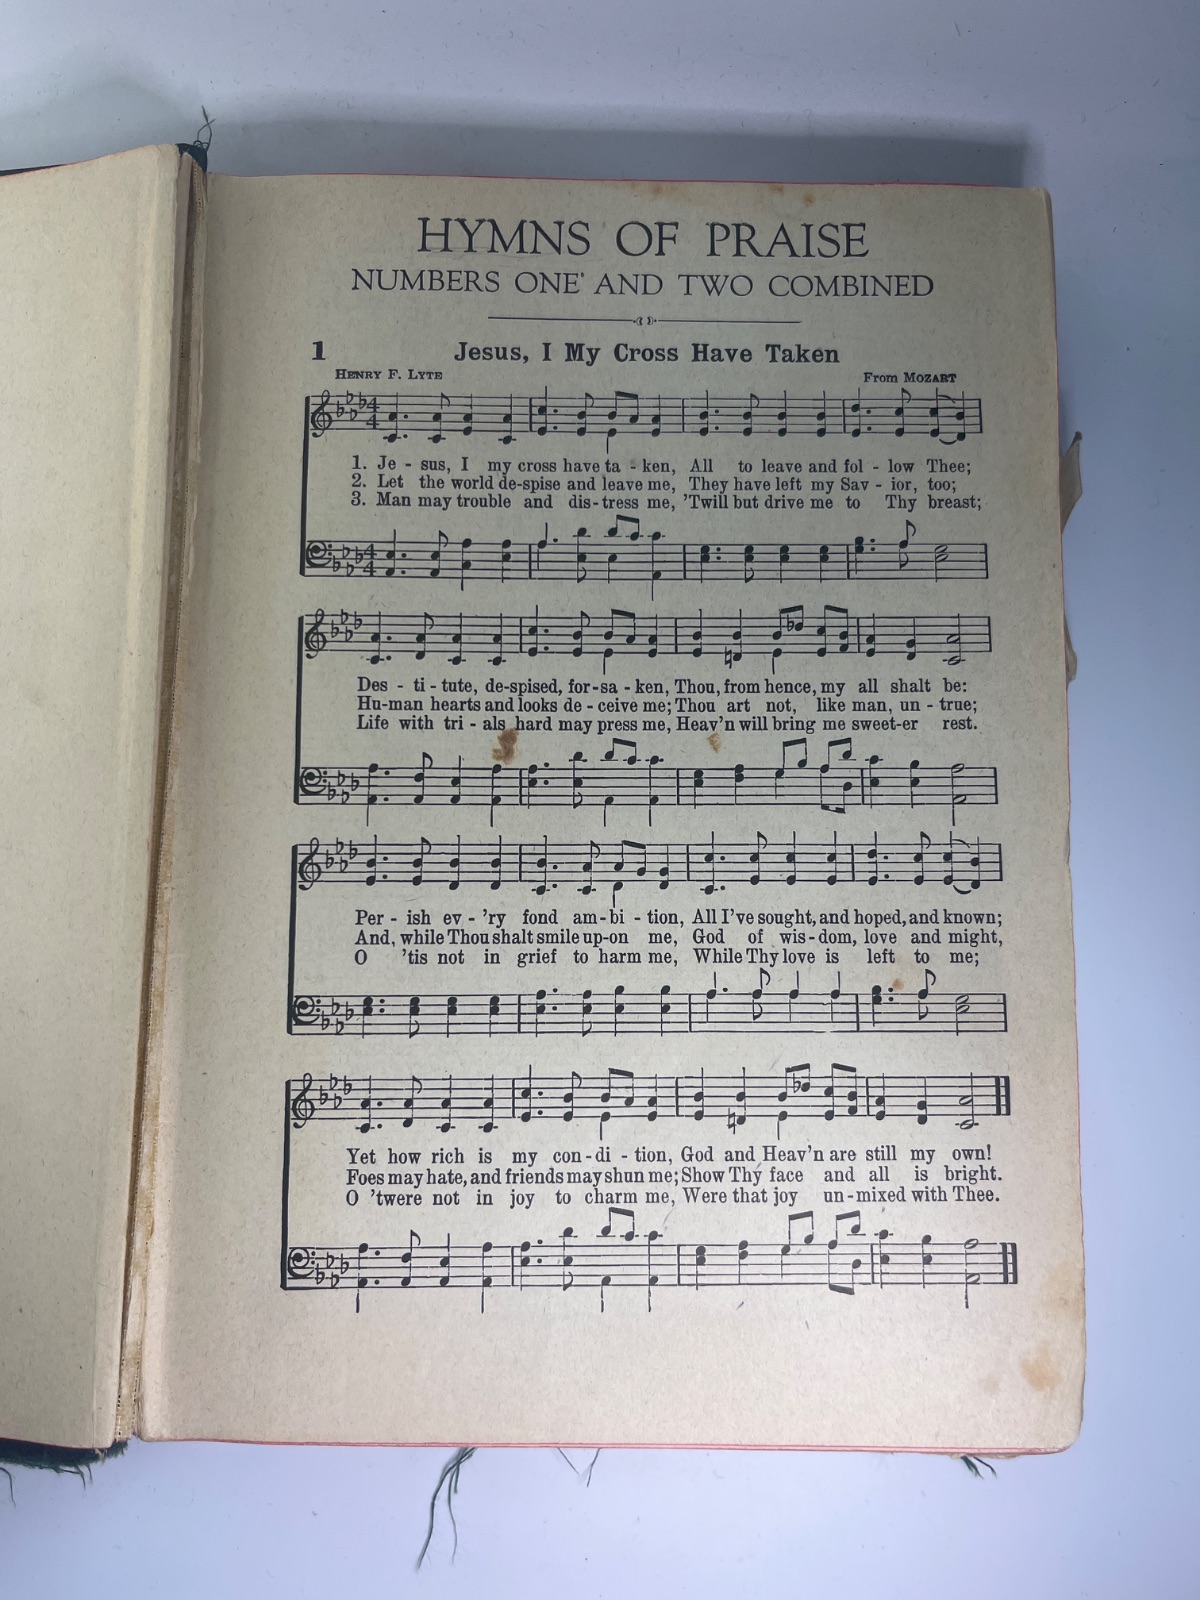 HYMNS OF PRAISE
NUMBERS ONE AND TWO COMBINED
1 Jesus, I My Cross Have Taken
HENRY F. LYTE From MOZART
4 4
1. Je - sus, I my cross have ta - ken, All to leave and fol - low Thee;
2. Let the world de-spise and leave me, They have left my Sav - ior, too;
3. Man may trouble and dis-tress me, 'Twill but drive me to Thy breast;
4 4
Des - ti - tute, de-spised, for-sa - ken, Thou, from hence, my all shalt be:
Hu-man hearts and looks de - ceive me; Thou art not, like man, un - true;
Life with tri - als hard may press me, Heav'n will bring me sweet-er rest.
Per - ish ev - 'ry fond am-bi - tion, All I've sought, and hoped, and known;
And, while Thou shalt smile up-on me, God of wis-dom, love and might,
O 'tis not in grief to harm me, While Thy love is left to me;
Yet how rich is my con-di - tion, God and Heav'n are still my own!
Foes may hate, and friends may shun me; Show Thy face and all is bright.
O 'twere not in joy to charm me, Were that joy un-mixed with Thee.